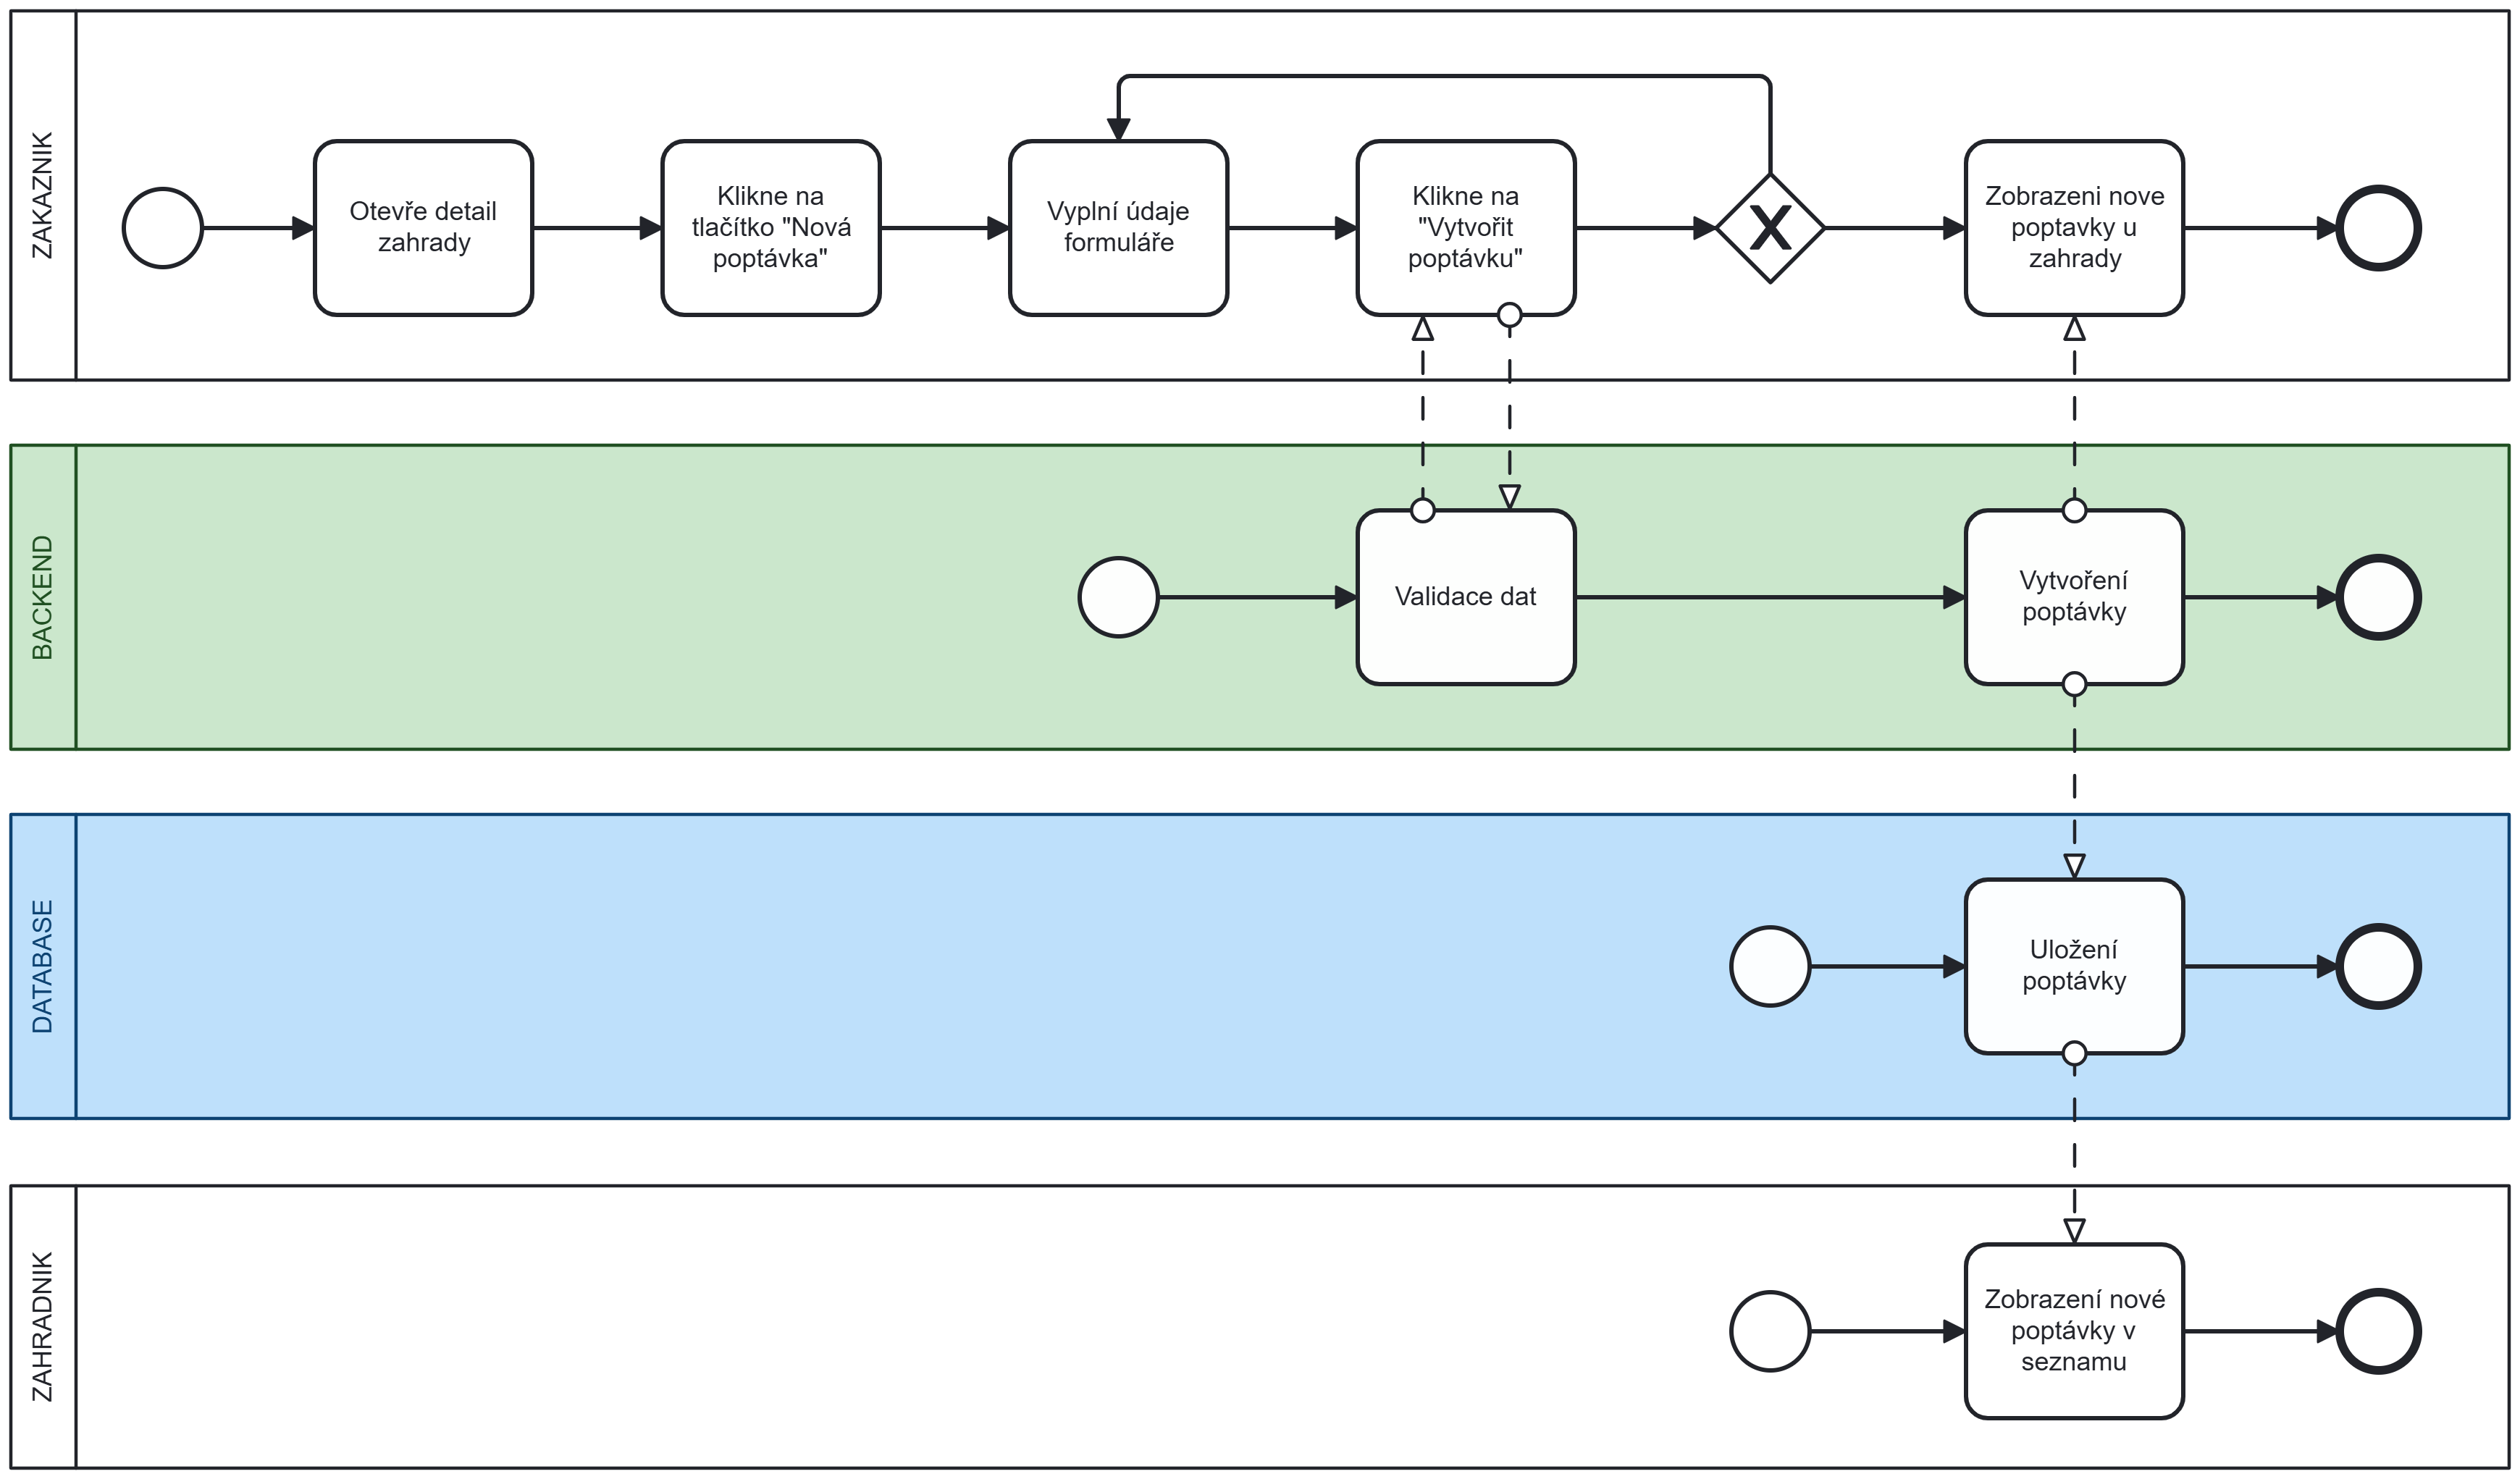 ZAKAZNIK
Otevře detail
zahrady
Klikne na
tlačítko "Nová
poptávka"
Vyplní údaje
formuláře
Klikne na
"Vytvořit
poptávku"
X
Zobrazeni nove
poptavky u
zahrady
BACKEND
Validace dat
Vytvoření
poptávky
DATABASE
Uložení
poptávky
ZAHRADNIK
Zobrazení nové
poptávky v
seznamu